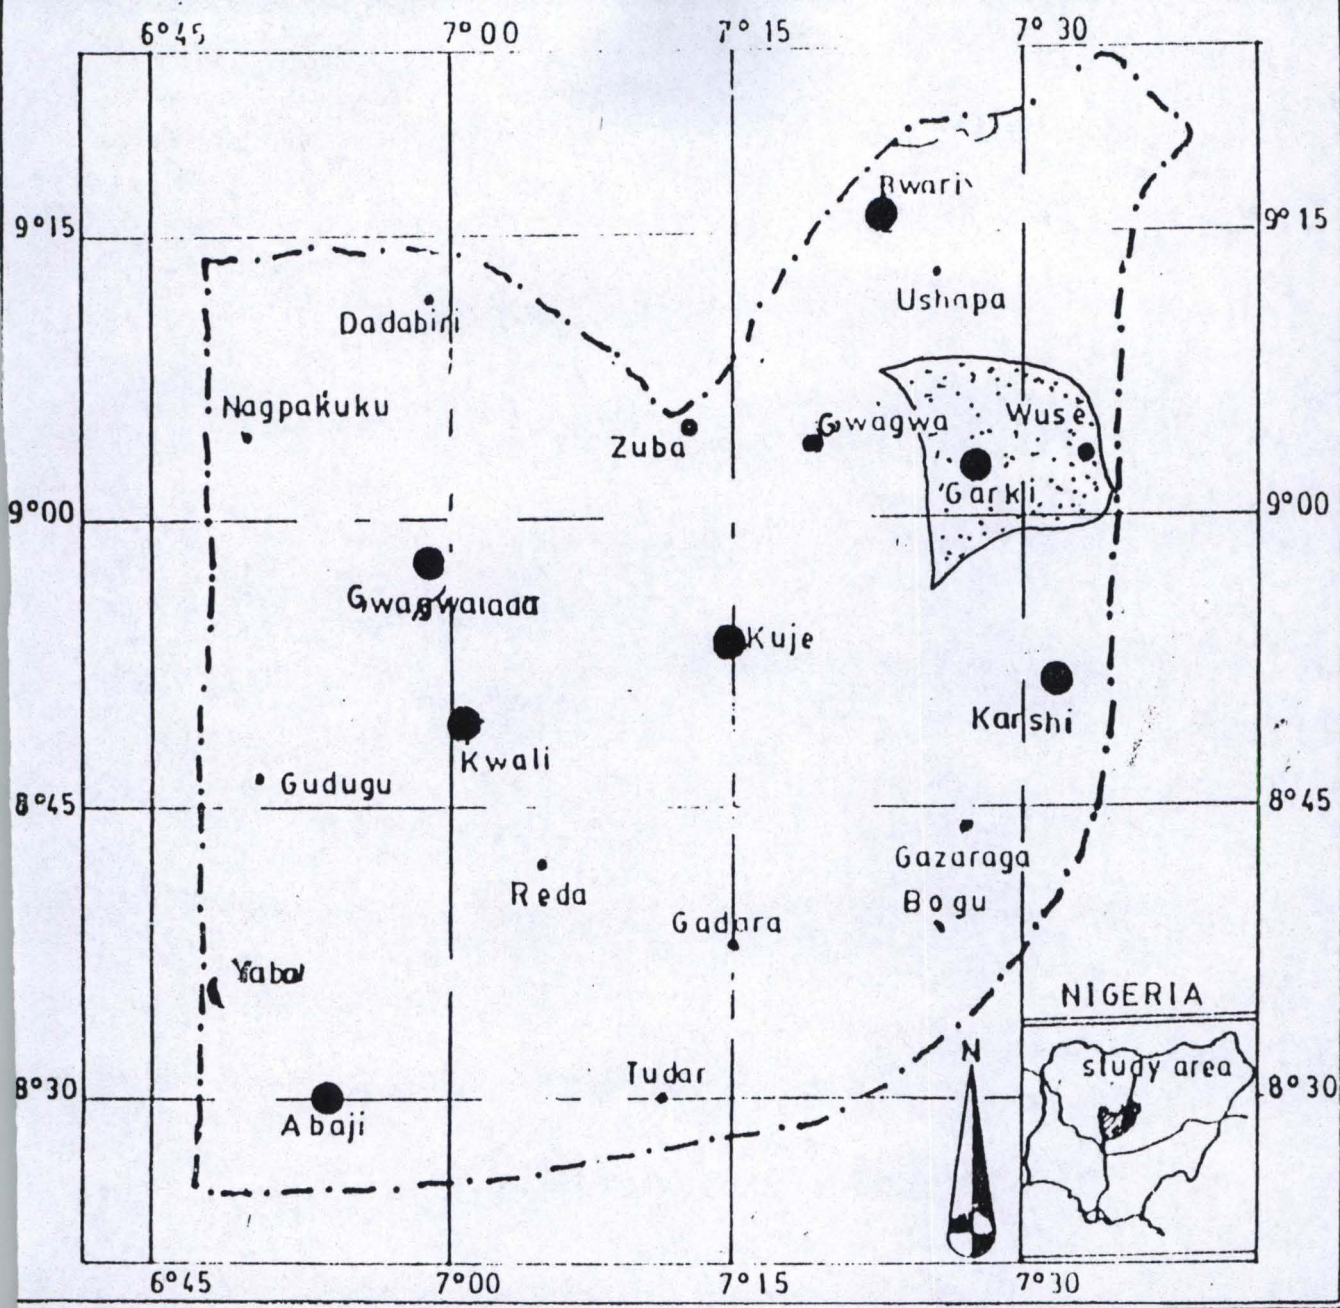 6°45 7°00 7°15 7°30
Bwari
9°15 9°15
Ushapa
Dadabiri
Nagpakuku
Wuse
Gwagwa
Zuba
Garki
9°00 9°00
Gwagwalada
Kuje
Karshi
Kwali
Gudugu
8°45 8°45
Gazaraga
Reda
Bogu
Gadara
Yaba
NIGERIA
N
study area
Tudar
8°30 8°30
Abaji
6°45 7°00 7°15 7°30